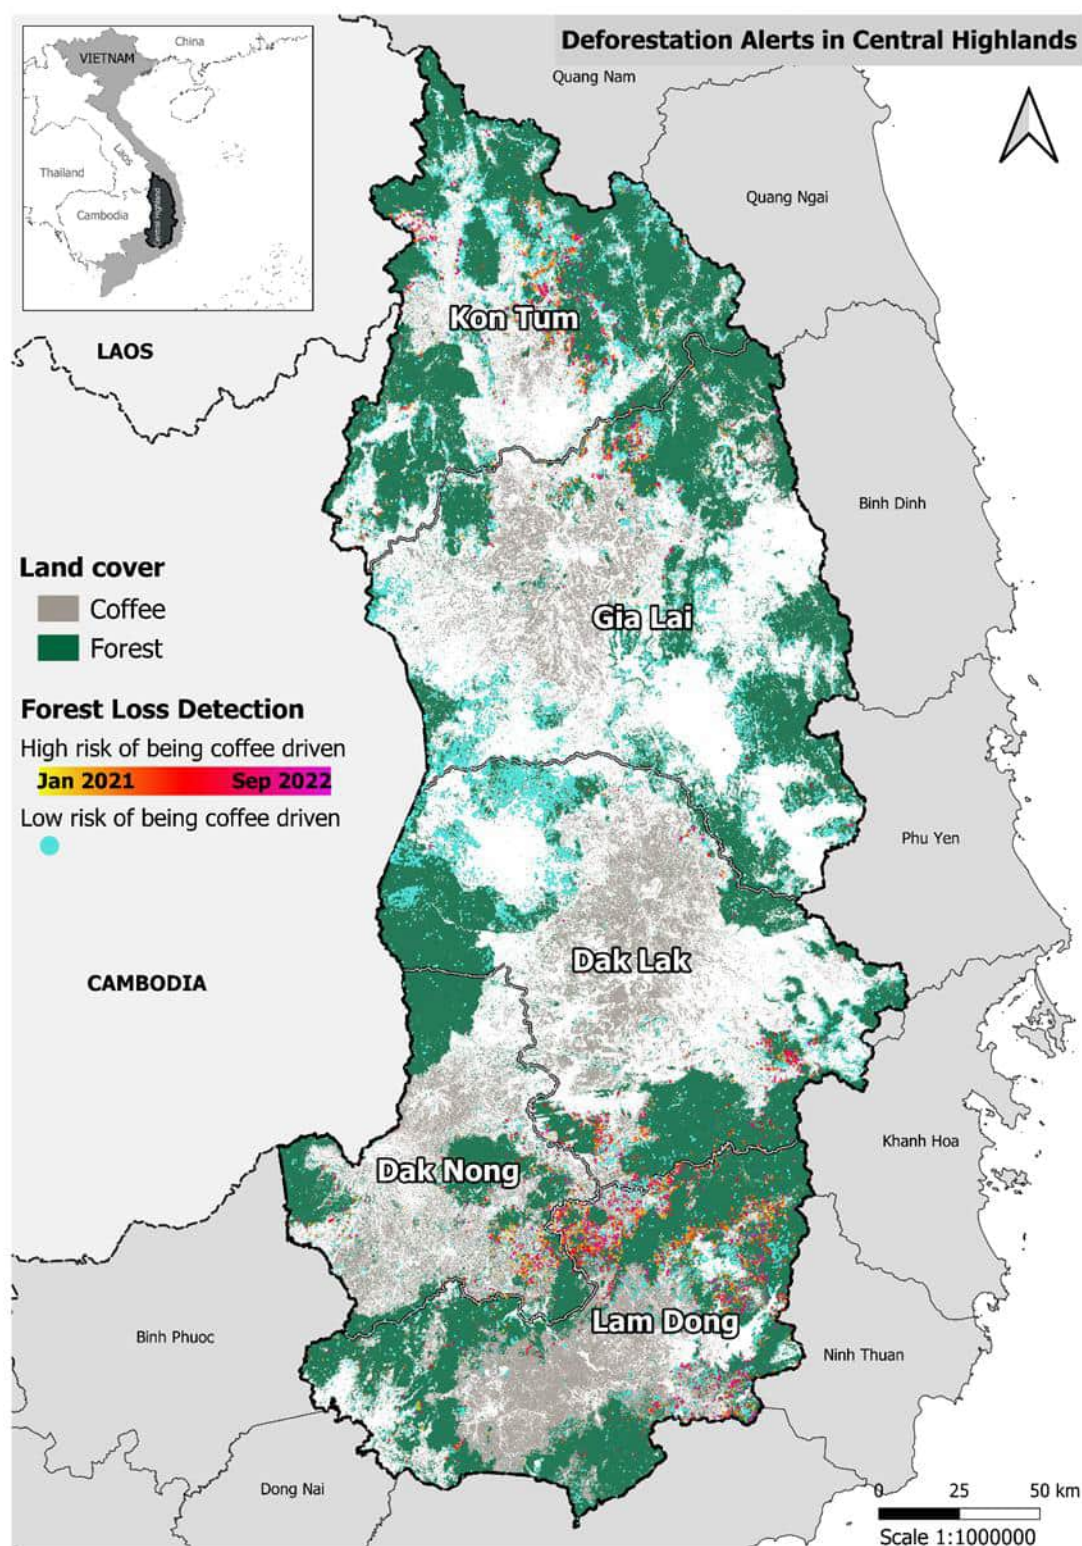 Deforestation Alerts in Central Highlands
VIETNAM
China
Laos
Thailand
Cambodia
Central Highland
Quang Nam
Quang Ngai
Kon Tum
LAOS
Binh Dinh
Land cover
Coffee
Forest
Gia Lai
Forest Loss Detection
High risk of being coffee driven
Jan 2021 Sep 2022
Low risk of being coffee driven
Phu Yen
Dak Lak
CAMBODIA
Khanh Hoa
Dak Nong
Lam Dong
Binh Phuoc
Ninh Thuan
Dong Nai
0 25 50 km
Scale 1:1000000